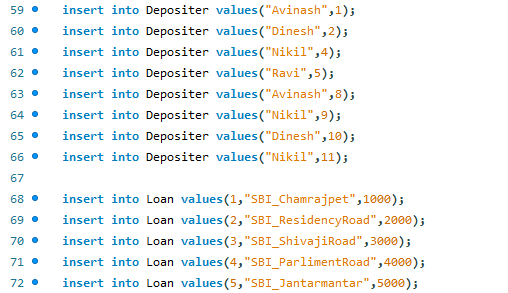 59 insert into Depositer values("Avinash",1);
60 insert into Depositer values("Dinesh",2);
61 insert into Depositer values("Nikil",4);
62 insert into Depositer values("Ravi",5);
63 insert into Depositer values("Avinash",8);
64 insert into Depositer values("Nikil",9);
65 insert into Depositer values("Dinesh",10);
66 insert into Depositer values("Nikil",11);
67
68 insert into Loan values(1,"SBI_Chamrajpet",1000);
69 insert into Loan values(2,"SBI_ResidencyRoad",2000);
70 insert into Loan values(3,"SBI_ShivajiRoad",3000);
71 insert into Loan values(4,"SBI_ParlimentRoad",4000);
72 insert into Loan values(5,"SBI_Jantarmantar",5000);